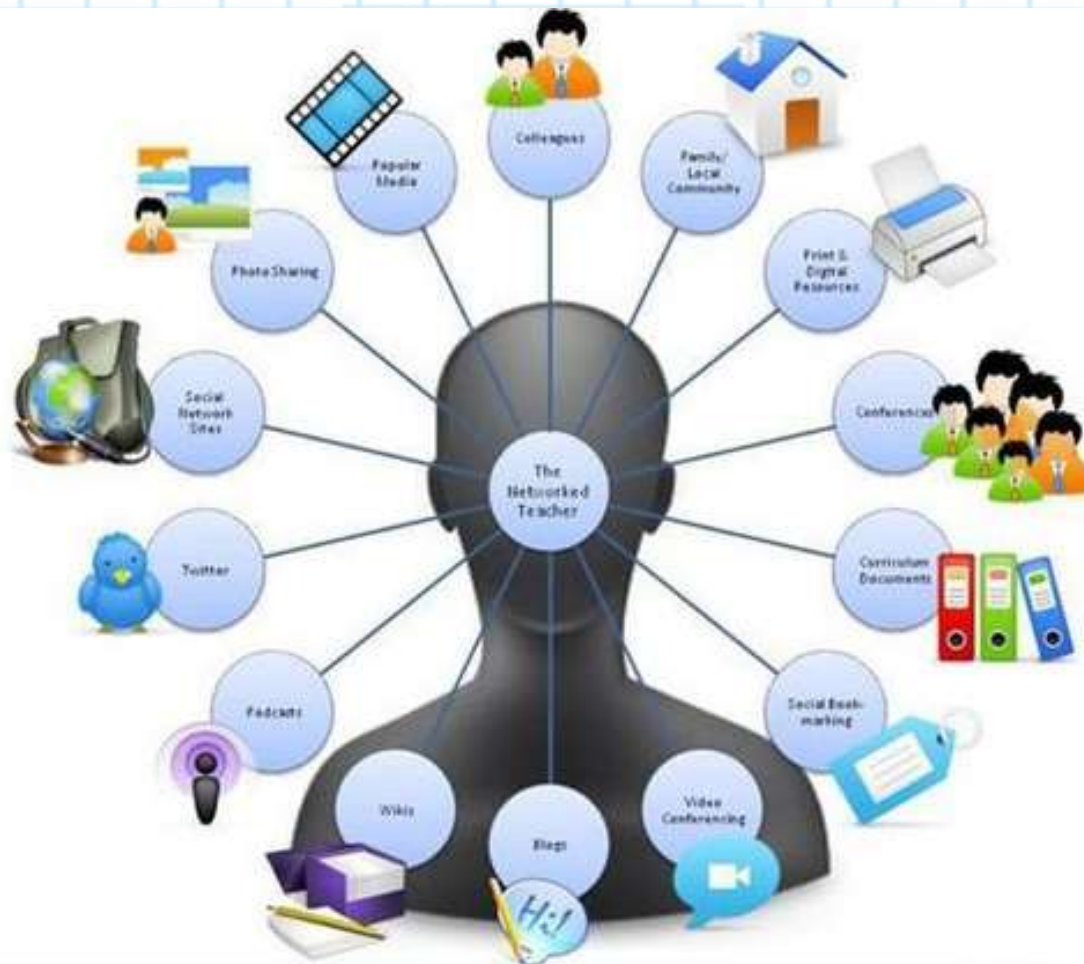 Colleagues
Family/
Local
Community
Print &
Digital
Resources
Conferences
Curriculum
Documents
Social Book-
marking
Video
Conferencing
Hi!
Blogs
Wikis
Podcasts
Twitter
Social
Network
Sites
Photo Sharing
Popular
Media
The
Networked
Teacher